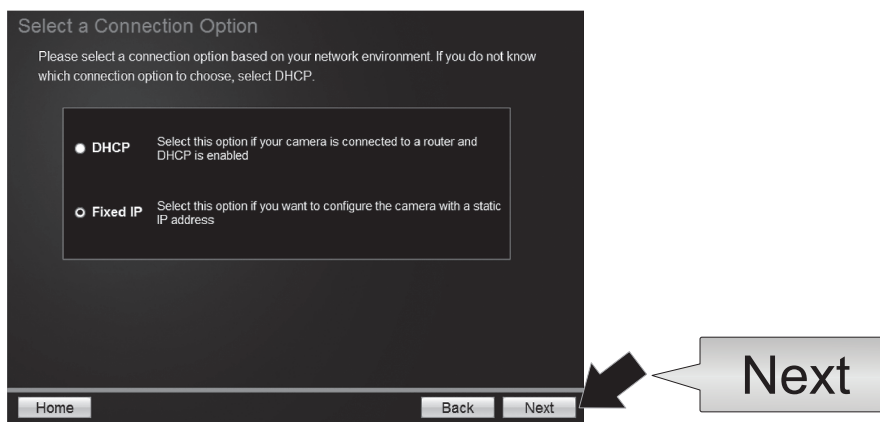 Select a Connection Option
Please select a connection option based on your network environment. If you do not know
which connection option to choose, select DHCP.
DHCP
Select this option if your camera is connected to a router and
DHCP is enabled
Fixed IP
Select this option if you want to configure the camera with a static
IP address
Home
Back
Next
Next